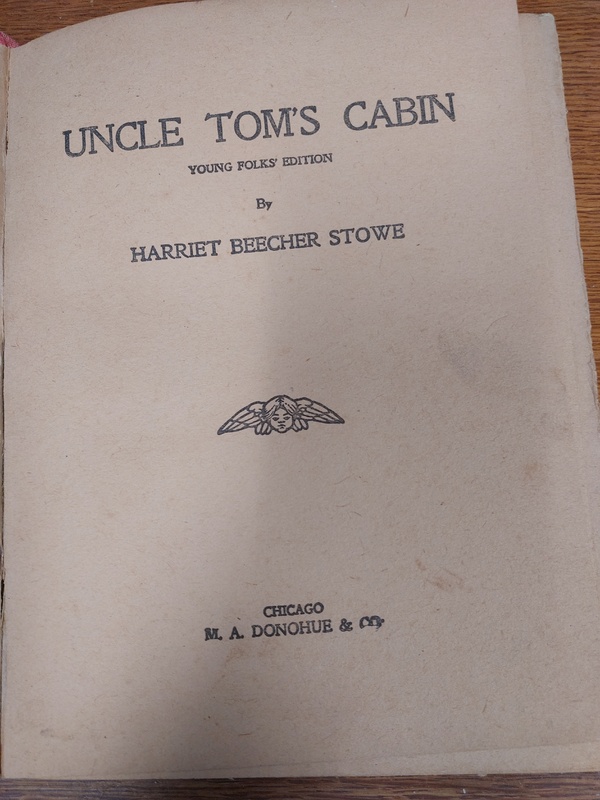 UNCLE TOM'S CABIN
YOUNG FOLKS' EDITION
By
HARRIET BEECHER STOWE
CHICAGO
M. A. DONOHUE & CO.